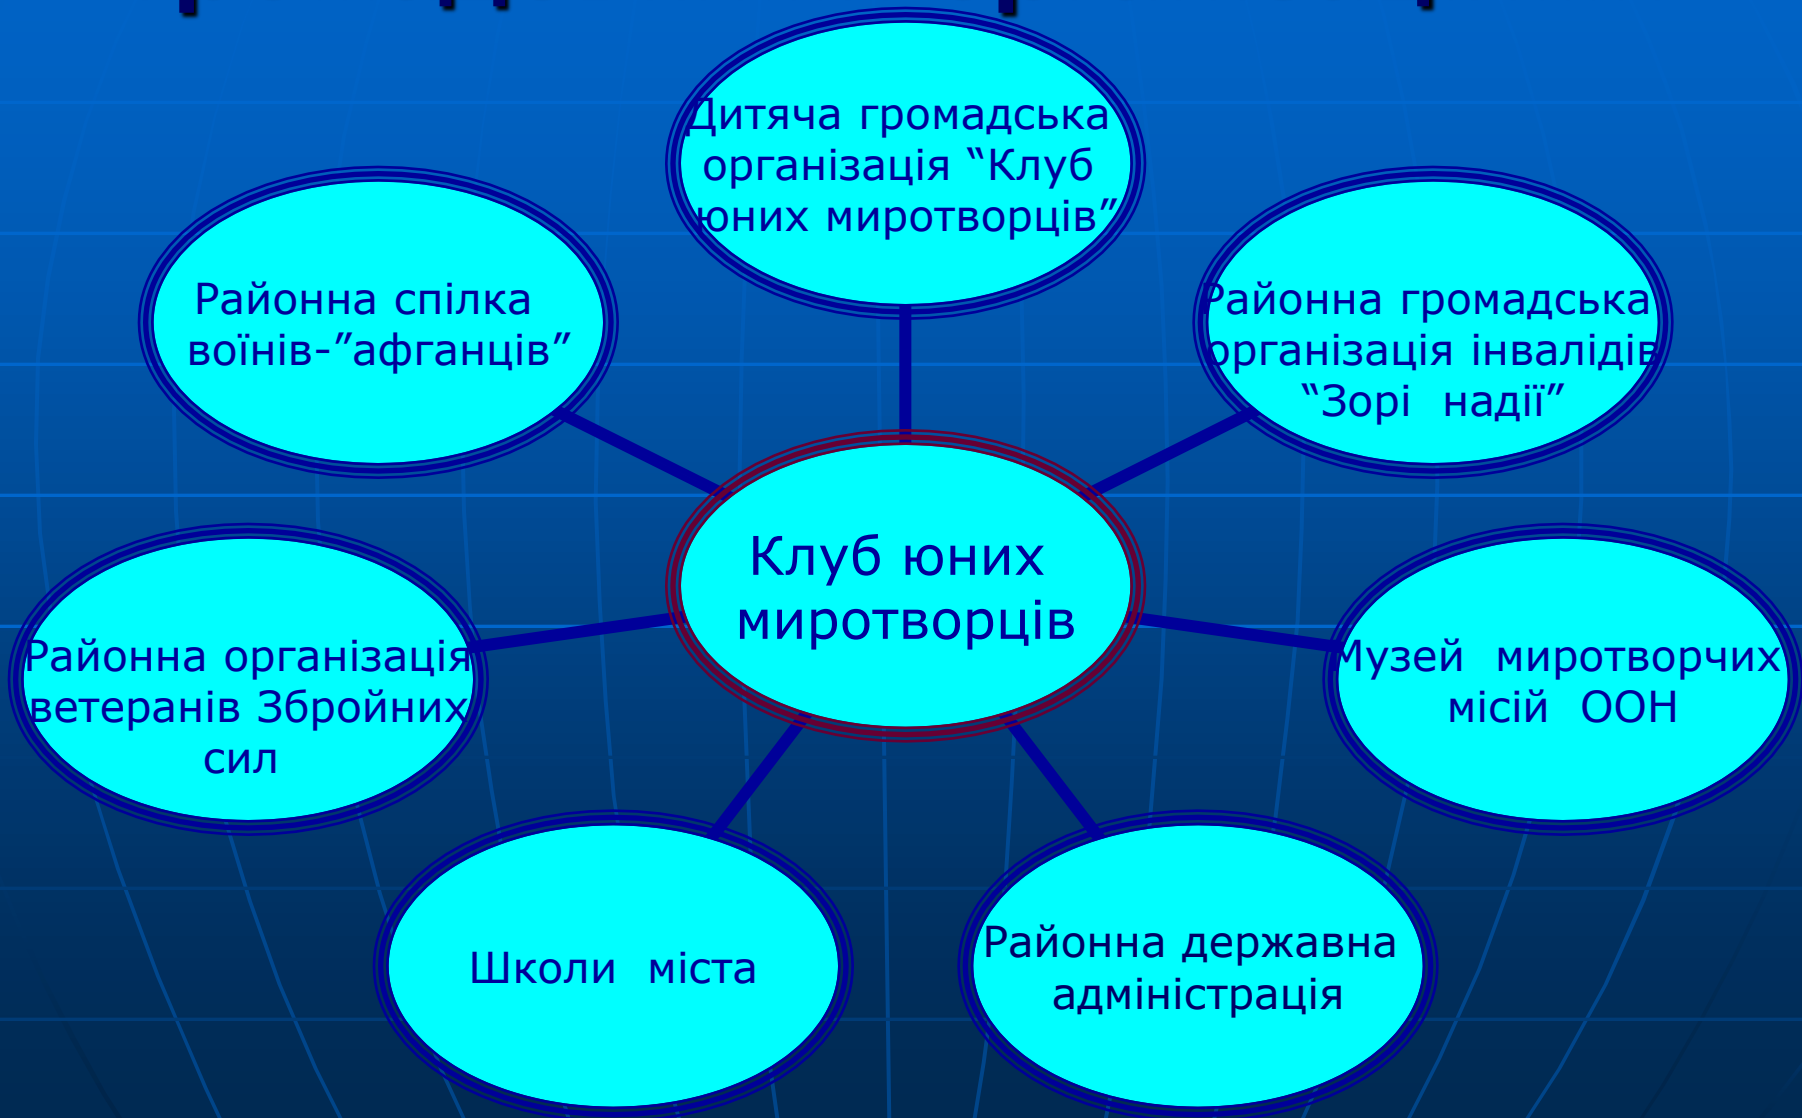 Дитяча громадська
організація “Клуб
юних миротворців”
Районна спілка
воїнів-”афганців”
Районна громадська
організація інвалідів
“Зорі надії”
Клуб юних
миротворців
Районна організація
ветеранів Збройних
сил
Музей миротворчих
місій ООН
Школи міста
Районна державна
адміністрація